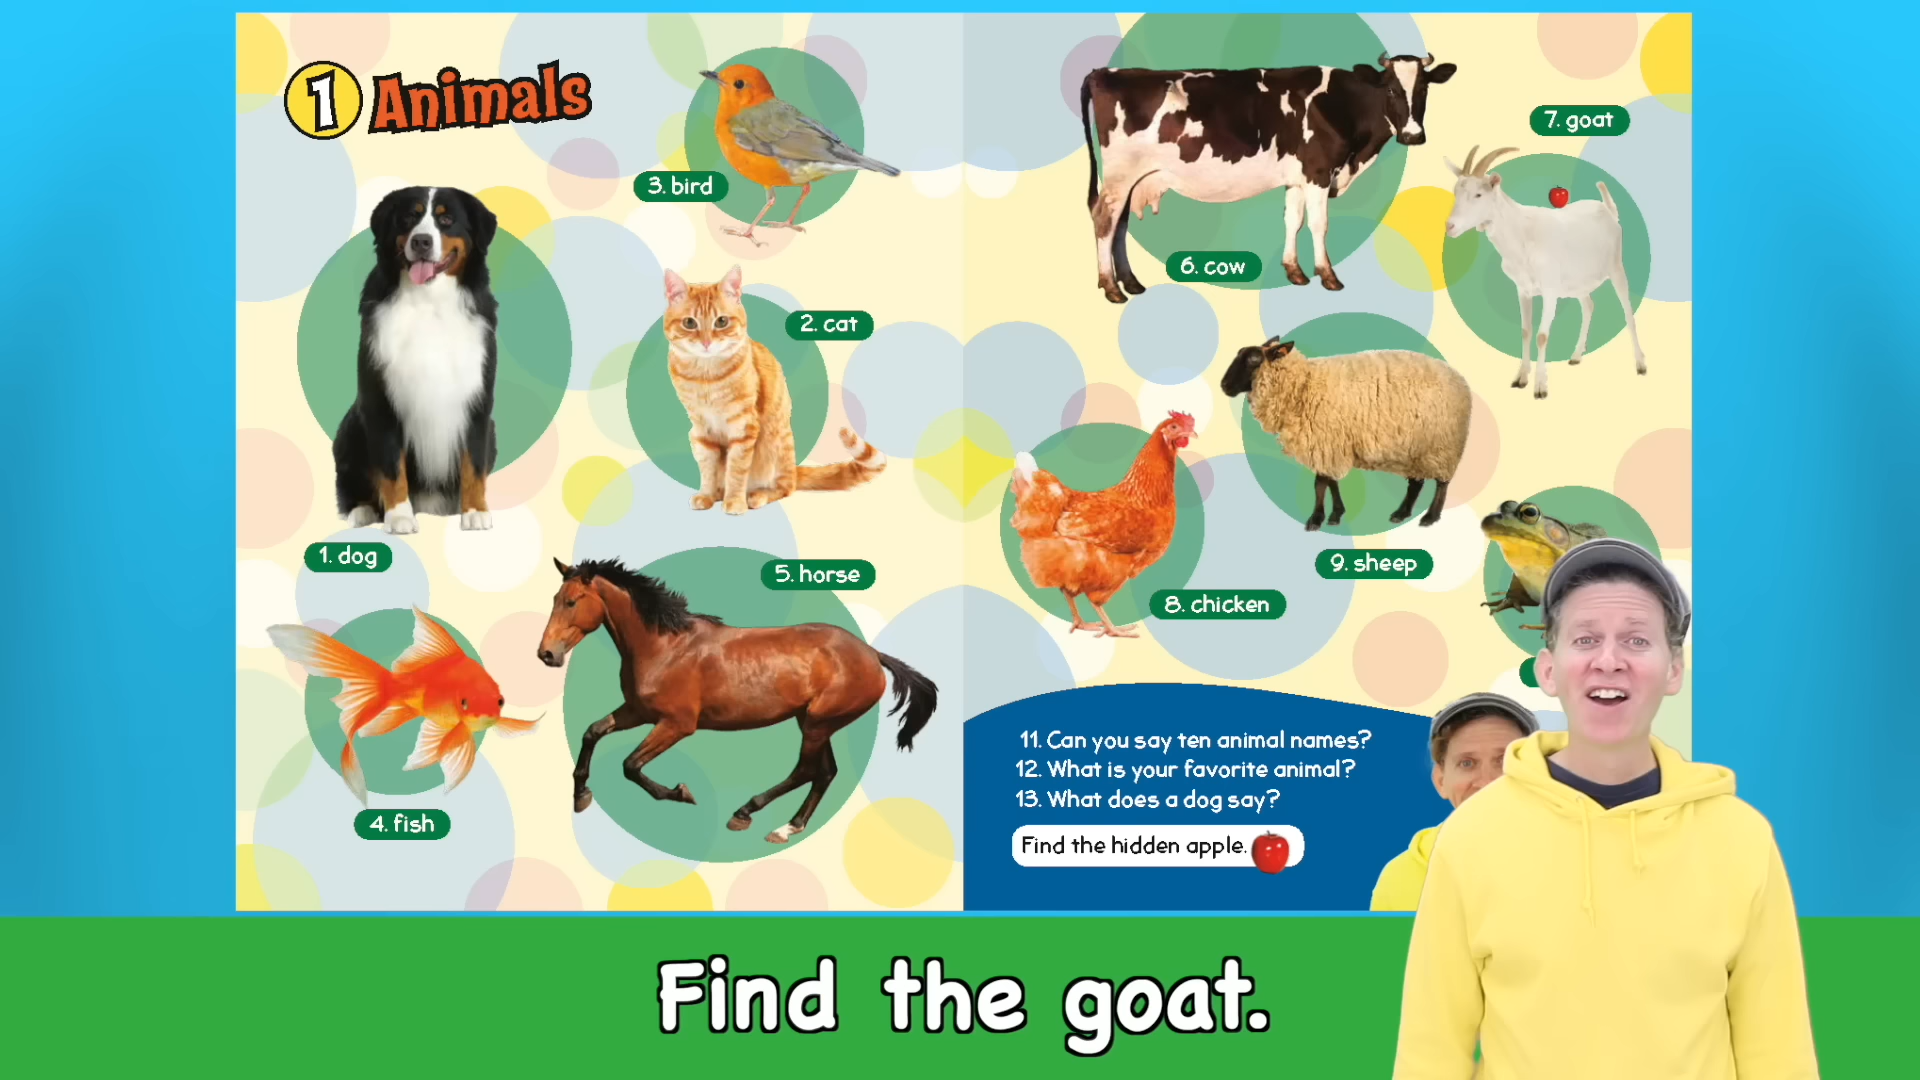 1 Animals
3. bird
7. goat
6. cow
2. cat
1. dog
5. horse
9. sheep
8. chicken
4. fish
11. Can you say ten animal names?
12. What is your favorite animal?
13. What does a dog say?
Find the hidden apple.
Find the goat.